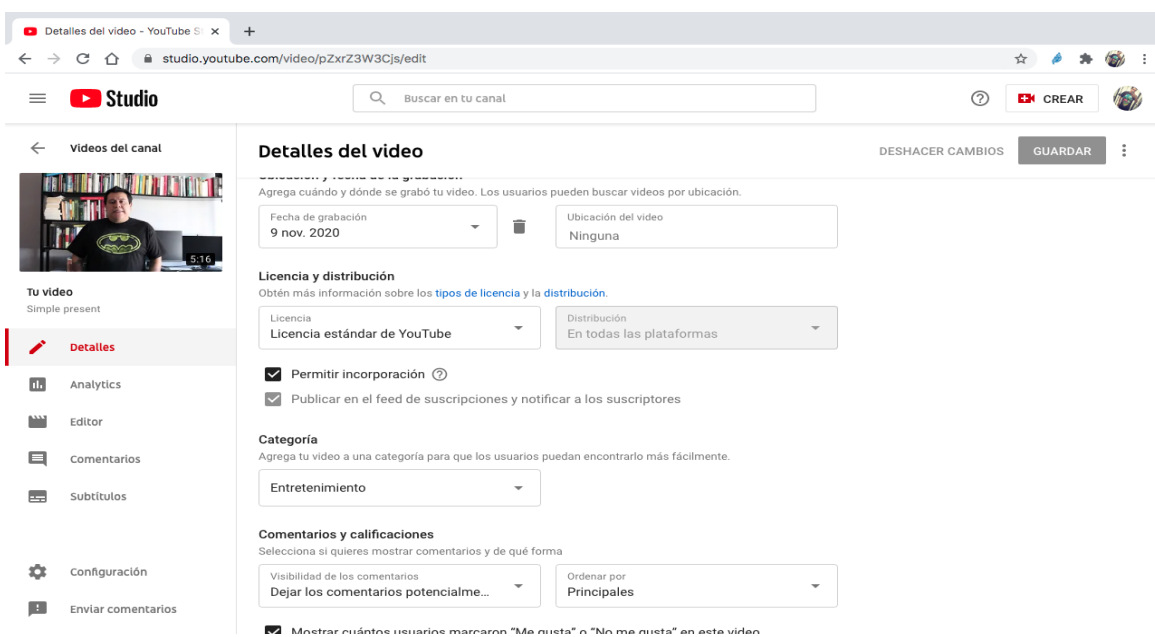 Detalles del video - YouTube S
studio.youtube.com/video/pZxrZ3W3Cjs/edit
Studio
Buscar en tu canal
CREAR
Videos del canal
Detalles del video
DESHACER CAMBIOS
GUARDAR
5:16
Tu video
Simple present
Detalles
Analytics
Editor
Comentarios
Subtítulos
Configuración
Enviar comentarios
Agrega cuándo y dónde se grabó tu video. Los usuarios pueden buscar videos por ubicación.
Fecha de grabación
9 nov. 2020
Ubicación del video
Ninguna
Licencia y distribución
Obtén más información sobre los tipos de licencia y la distribución.
Licencia
Licencia estándar de YouTube
Distribución
En todas las plataformas
Permitir incorporación
Publicar en el feed de suscripciones y notificar a los suscriptores
Categoría
Agrega tu video a una categoría para que los usuarios puedan encontrarlo más fácilmente.
Entretenimiento
Comentarios y calificaciones
Selecciona si quieres mostrar comentarios y de qué forma
Visibilidad de los comentarios
Dejar los comentarios potencialme...
Ordenar por
Principales
Mostrar cuántos usuarios marcaron "Me gusta" o "No me gusta" en este video